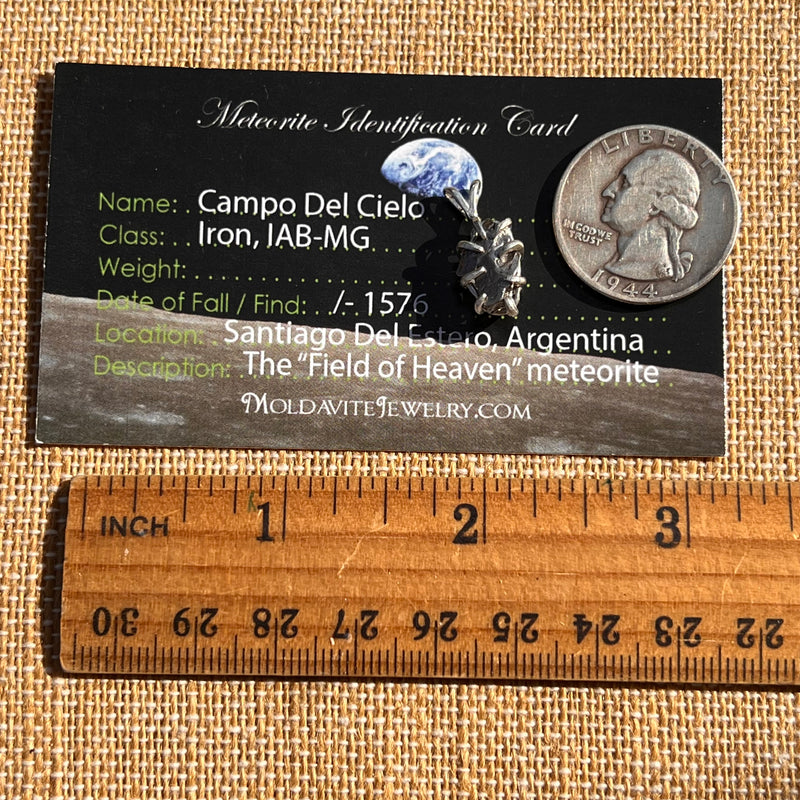 Meteorite Identification Card
Name: . Campo Del Cielo
Class: . . Iron, IAB-MG
Weight: . . . . . . . . . . . . . . . . . . . . . . . .
Date of Fall / Find: . . /- 1576
Location: . Santiago Del Estero, Argentina
Description: . The “Field of Heaven” meteorite
MOLDAVITEJEWELRY.COM
LIBERTY
IN GOD WE
TRUST
1944
INCH 1 2 3
30 29 28 27 26 25 24 23 22